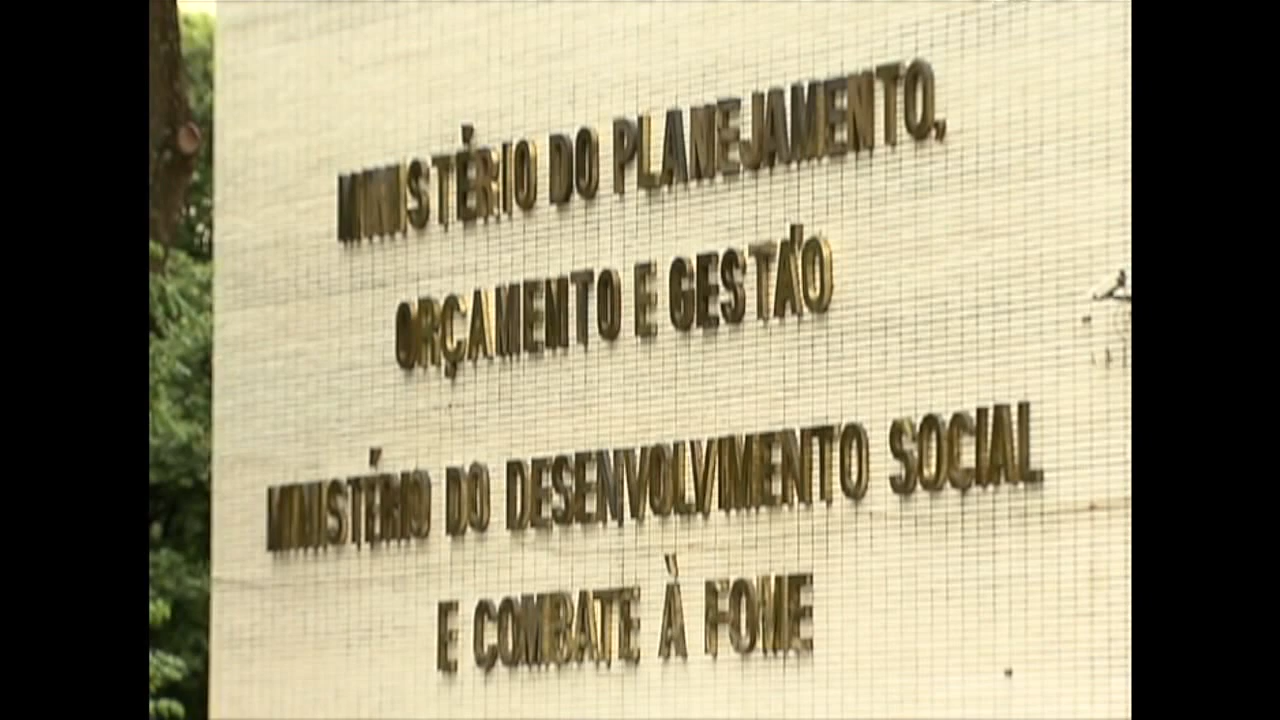 MINISTÉRIO DO PLANEJAMENTO,
ORÇAMENTO E GESTÃO
MINISTÉRIO DO DESENVOLVIMENTO SOCIAL
E COMBATE À FOME